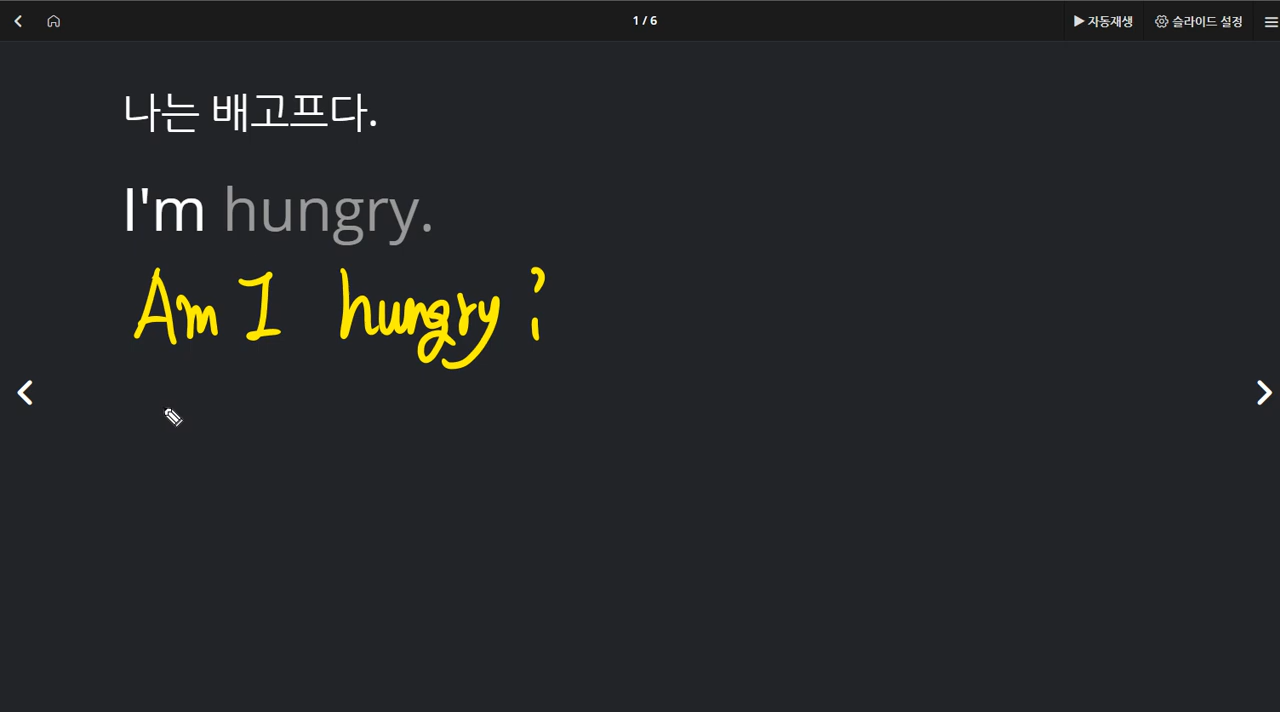 1 / 6
자동재생
슬라이드 설정
나는 배고프다.
I'm hungry.
Am I hungry ?